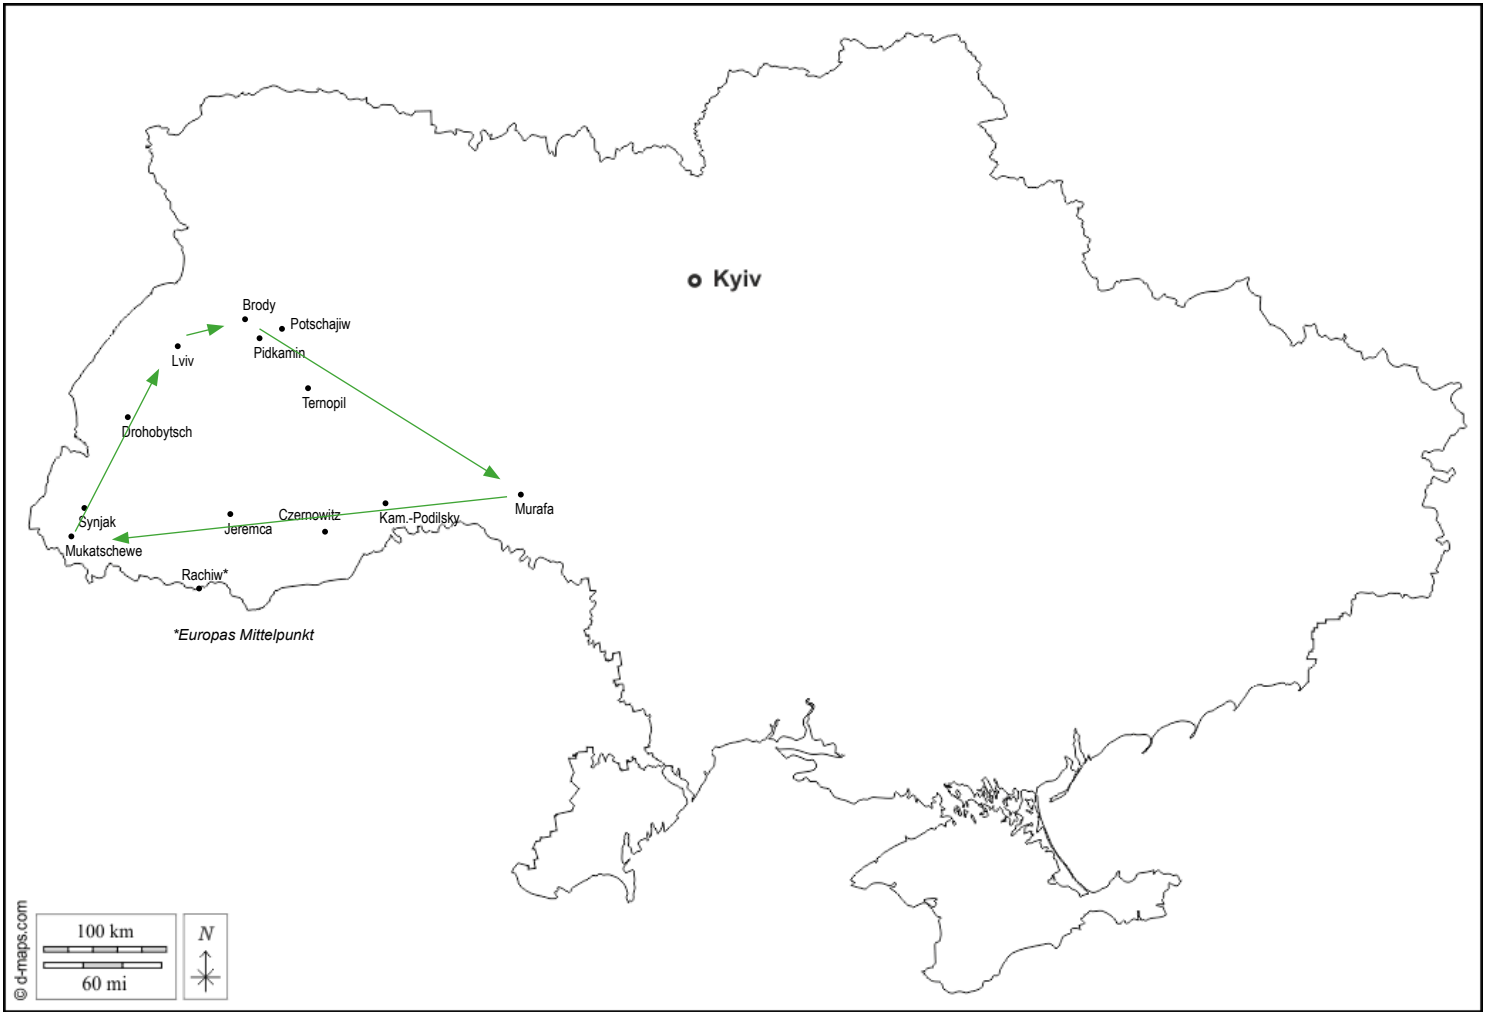 Kyiv
Brody
Potschajiw
Pidkamin
Lviv
Ternopil
Drohobytsch
Synjak
Mukatschewe
Jeremca
Czernowitz
Kam.-Podilsky
Murafa
Rachiw*
*Europas Mittelpunkt
© d-maps.com
100 km
60 mi
N